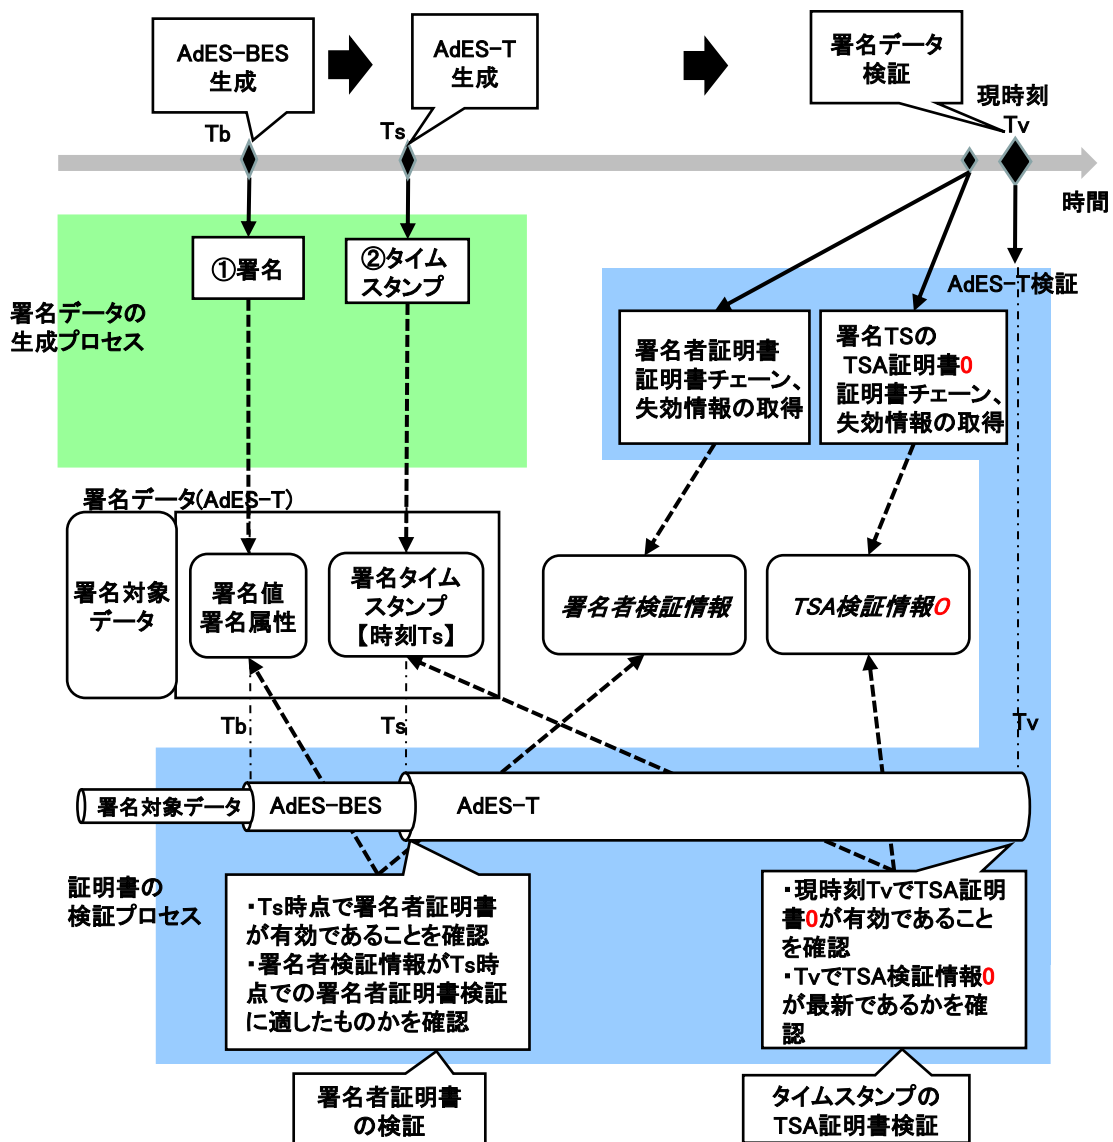 AdES-BES
生成
AdES-T
生成
署名データ
検証
現時刻
Tb
Ts
Tv
時間
①署名
②タイム
スタンプ
AdES-T検証
署名データの
生成プロセス
署名者証明書
証明書チェーン、
失効情報の取得
署名TSの
TSA証明書0
証明書チェーン、
失効情報の取得
署名データ(AdES-T)
署名対象
データ
署名値
署名属性
署名タイム
スタンプ
【時刻Ts】
署名者検証情報
TSA検証情報0
Tb
Ts
Tv
署名対象データ
AdES-BES
AdES-T
証明書の
検証プロセス
・Ts時点で署名者証明書
が有効であることを確認
・署名者検証情報がTs時
点での署名者証明書検証
に適したものかを確認
・現時刻TvでTSA証明
書0が有効であること
を確認
・TvでTSA検証情報0
が最新であるかを確
認
署名者証明書
の検証
タイムスタンプの
TSA証明書検証